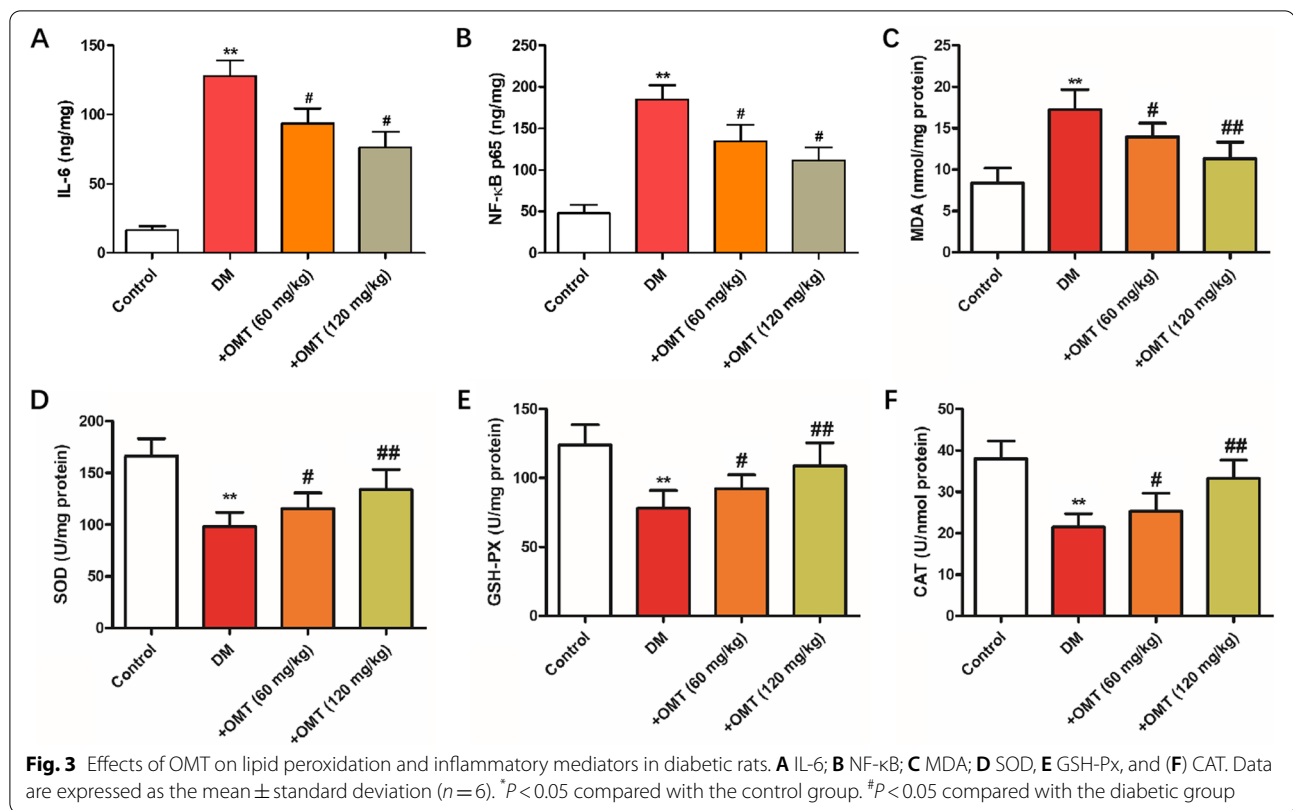 A
IL-6 (ng/mg)
150
100
50
0
**
#
#
Control
DM
+OMT (60 mg/kg)
+OMT (120 mg/kg)
B
NF-κB p65 (ng/mg)
250
200
150
100
50
0
**
#
#
Control
DM
+OMT (60 mg/kg)
+OMT (120 mg/kg)
C
MDA (nmol/mg protein)
25
20
15
10
5
0
**
#
##
Control
DM
+OMT (60 mg/kg)
+OMT (120 mg/kg)
D
SOD (U/mg protein)
200
150
100
50
0
**
#
##
Control
DM
+OMT (60 mg/kg)
+OMT (120 mg/kg)
E
GSH-PX (U/mg protein)
150
100
50
0
**
#
##
Control
DM
+OMT (60 mg/kg)
+OMT (120 mg/kg)
F
CAT (U/nmol protein)
50
40
30
20
10
0
**
#
##
Control
DM
+OMT (60 mg/kg)
+OMT (120 mg/kg)
Fig. 3 Effects of OMT on lipid peroxidation and inflammatory mediators in diabetic rats. A IL-6; B NF-κB; C MDA; D SOD, E GSH-Px, and (F) CAT. Data
are expressed as the mean ± standard deviation (n = 6). *P < 0.05 compared with the control group. #P < 0.05 compared with the diabetic group